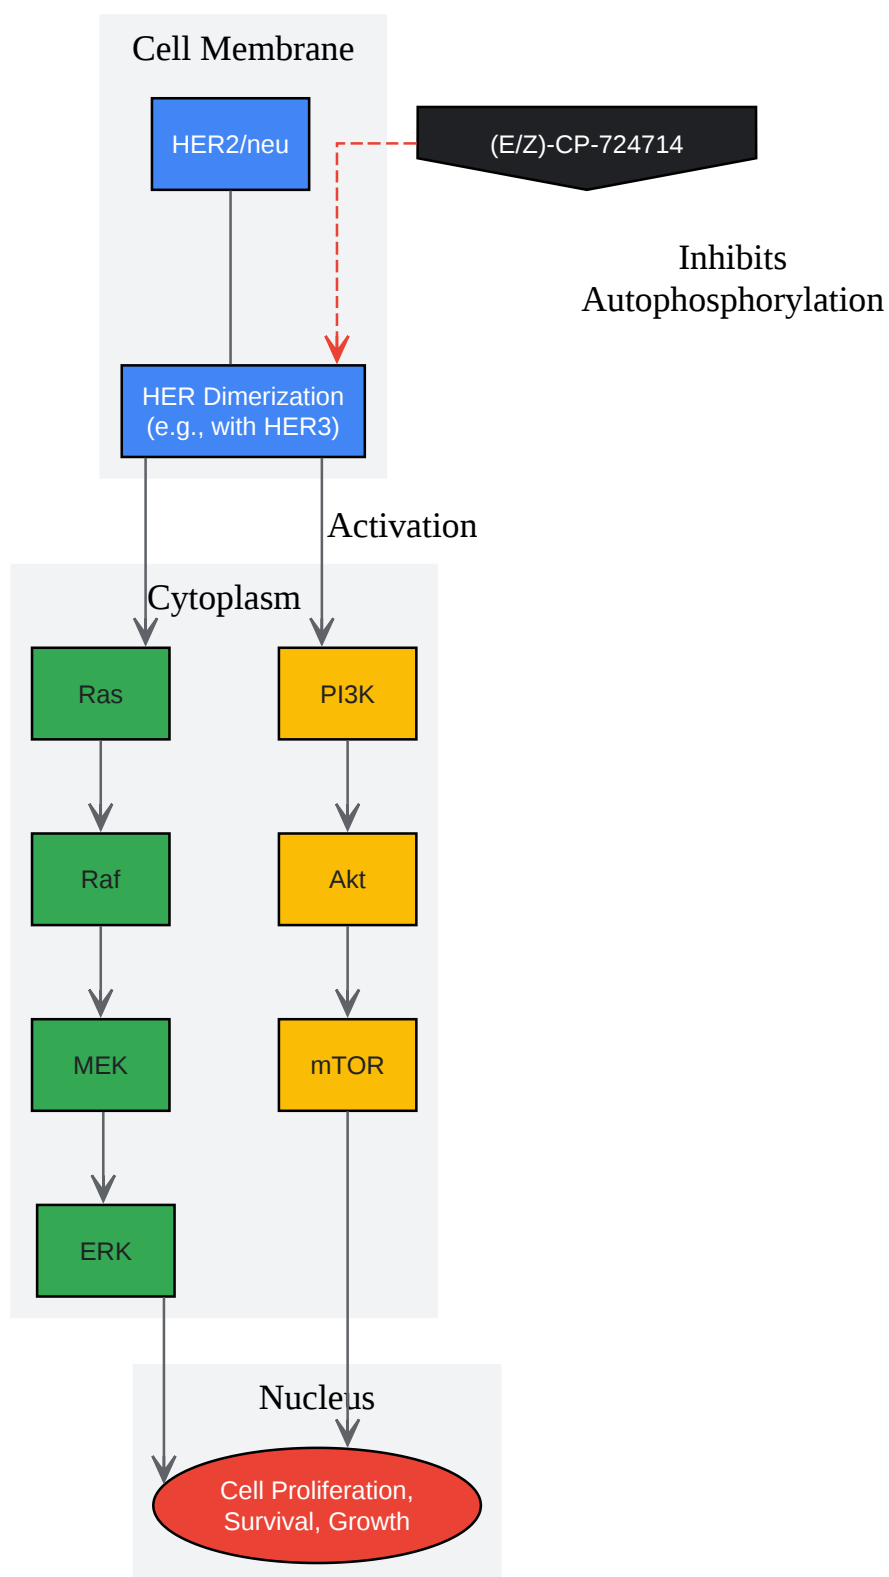 Cell Membrane
HER2/neu
(E/Z)-CP-724714
Inhibits
Autophosphorylation
HER Dimerization
(e.g., with HER3)
Activation
Cytoplasm
Ras
PI3K
Raf
Akt
MEK
mTOR
ERK
Nucleus
Cell Proliferation,
Survival, Growth